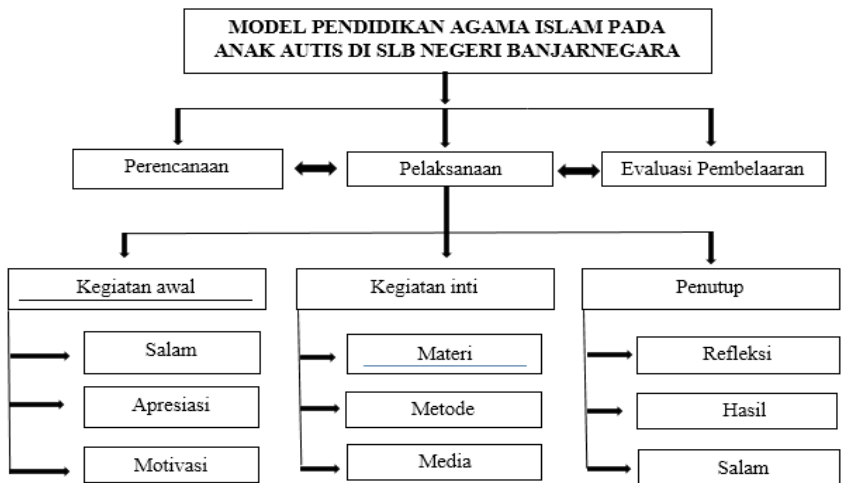 MODEL PENDIDIKAN AGAMA ISLAM PADA
ANAK AUTIS DI SLB NEGERI BANJARNEGARA
Perencanaan
Pelaksanaan
Evaluasi Pembelaaran
Kegiatan awal
Kegiatan inti
Penutup
Salam
Materi
Refleksi
Apresiasi
Metode
Hasil
Motivasi
Media
Salam